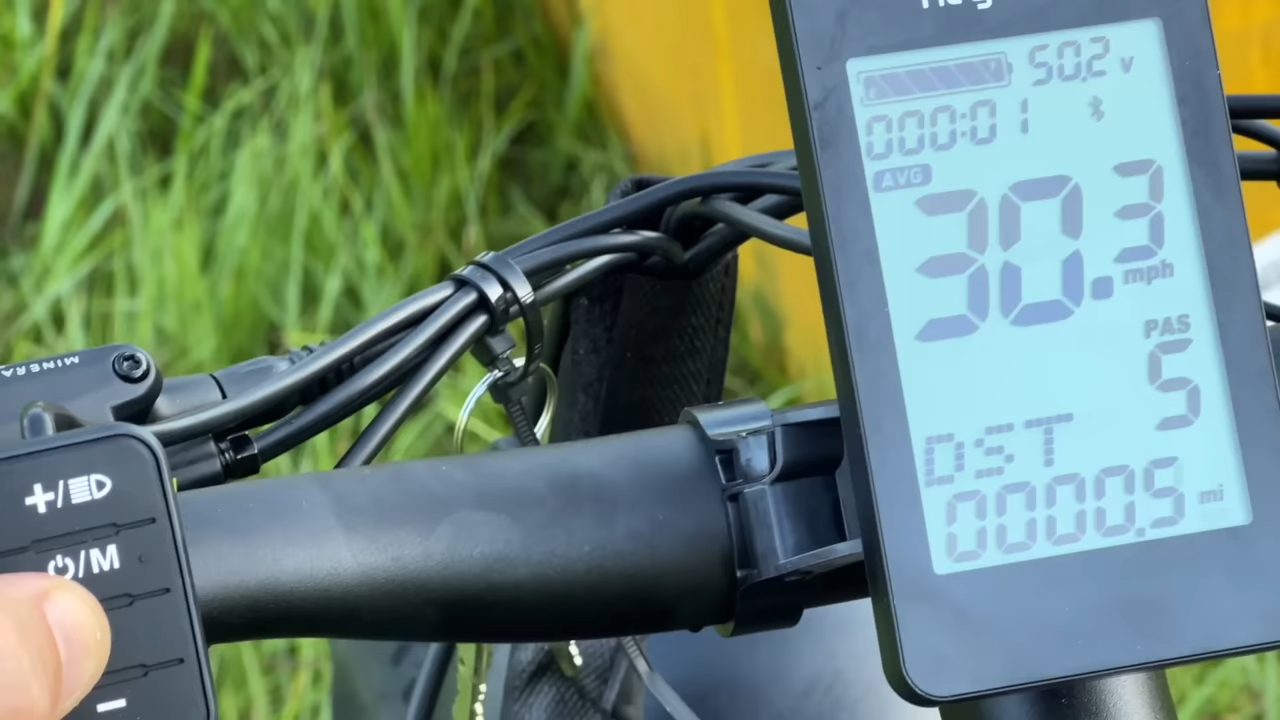 50.2 V
000:01
AVG
30.3
mph
PAS
5
DST
0000.5 mi
MINERA
+/
/M
−